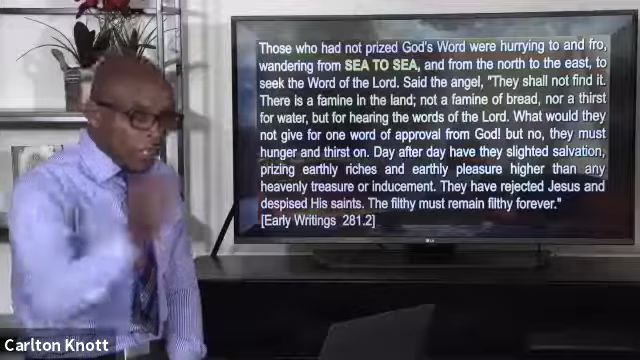 Those who had not prized God's Word were hurrying to and fro,
wandering from SEA TO SEA, and from the north to the east, to
seek the Word of the Lord. Said the angel, "They shall not find it.
There is a famine in the land; not a famine of bread, nor a thirst
for water, but for hearing the words of the Lord. What would they
not give for one word of approval from God! but no, they must
hunger and thirst on. Day after day have they slighted salvation,
prizing earthly riches and earthly pleasure higher than any
heavenly treasure or inducement. They have rejected Jesus and
despised His saints. The filthy must remain filthy forever."
[Early Writings 281.2]
LG
Carlton Knott